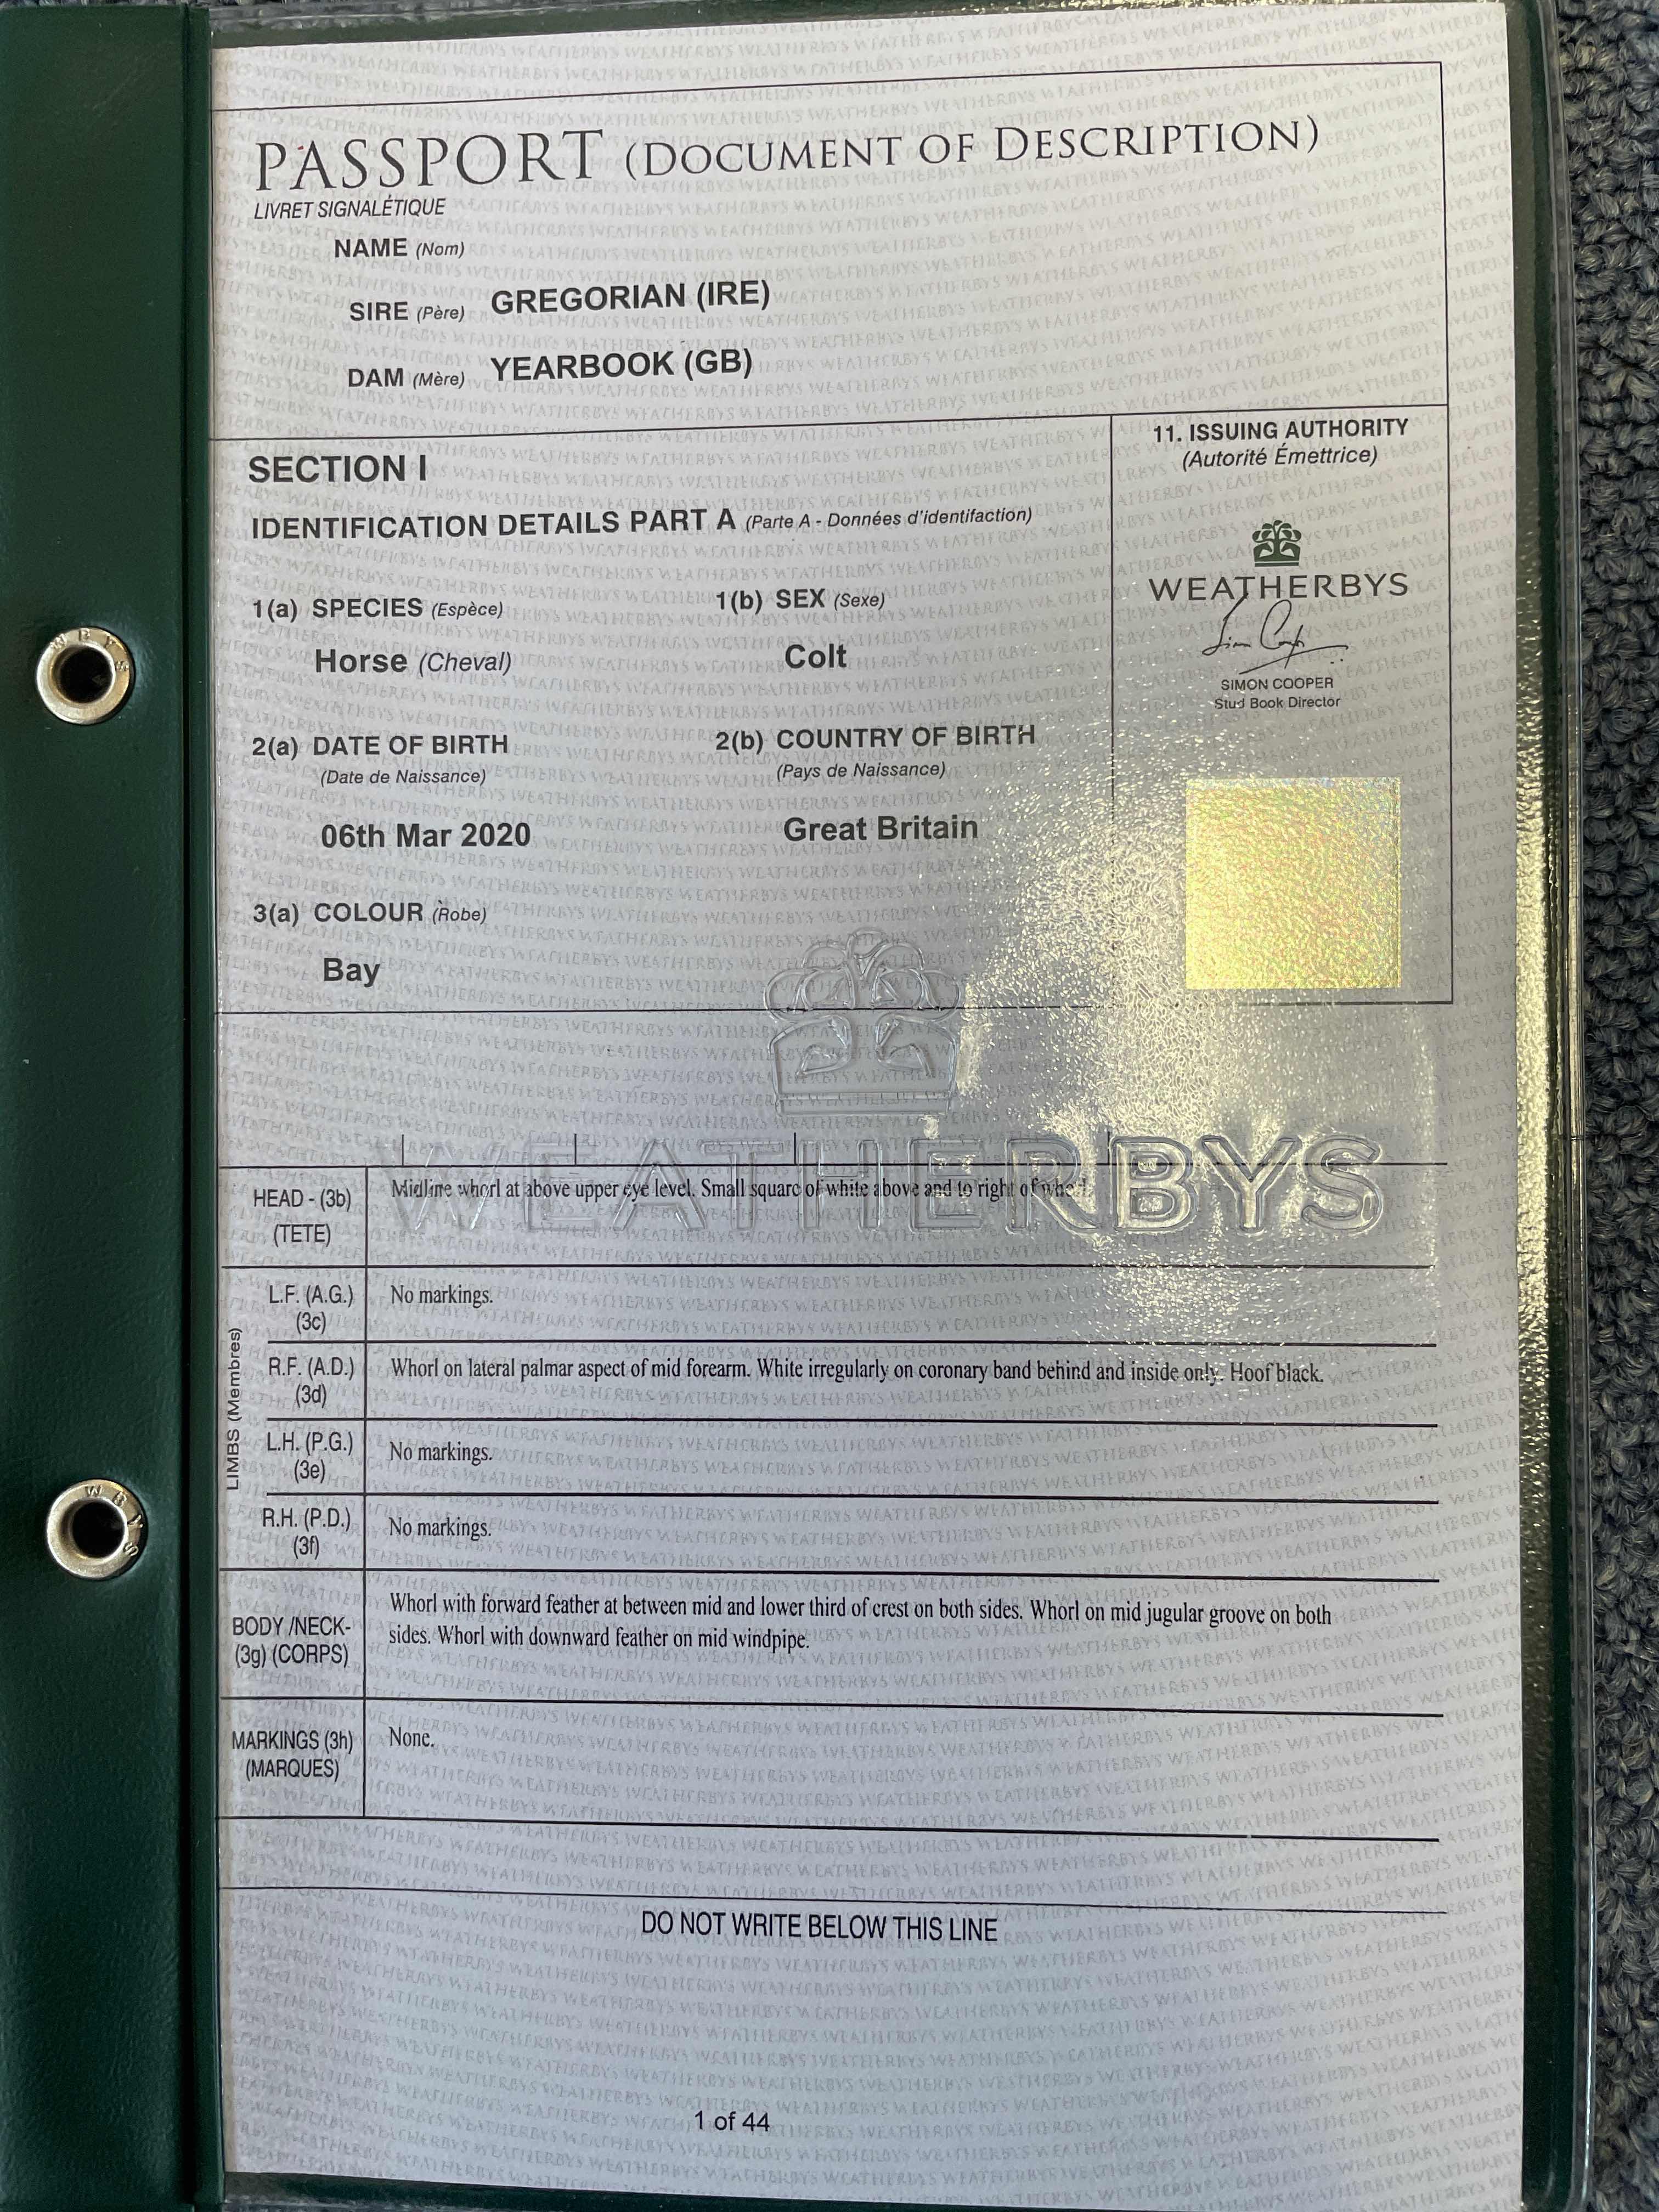 PASSPORT (DOCUMENT OF DESCRIPTION)
LIVRET SIGNALÉTIQUE
NAME (Nom)
SIRE (Père) GREGORIAN (IRE)
DAM (Mère) YEARBOOK (GB)
SECTION I
IDENTIFICATION DETAILS PART A (Parte A - Données d'identifaction)
1(a) SPECIES (Espèce) 1(b) SEX (Sexe)
Horse (Cheval) Colt
2(a) DATE OF BIRTH 2(b) COUNTRY OF BIRTH
(Date de Naissance) (Pays de Naissance)
06th Mar 2020 Great Britain
3(a) COLOUR (Robe)
Bay
11. ISSUING AUTHORITY
(Autorité Émettrice)
WEATHERBYS
SIMON COOPER
Stud Book Director
WEATHERBYS
HEAD - (3b) Midline whorl at above upper eye level. Small square of white above and to right of whorl.
(TETE)
LIMBS (Membres)
L.F. (A.G.) No markings.
(3c)
R.F. (A.D.) Whorl on lateral palmar aspect of mid forearm. White irregularly on coronary band behind and inside only. Hoof black.
(3d)
L.H. (P.G.) No markings.
(3e)
R.H. (P.D.) No markings.
(3f)
BODY /NECK- Whorl with forward feather at between mid and lower third of crest on both sides. Whorl on mid jugular groove on both
(3g) (CORPS) sides. Whorl with downward feather on mid windpipe.
MARKINGS (3h) None.
(MARQUES)
DO NOT WRITE BELOW THIS LINE
1 of 44